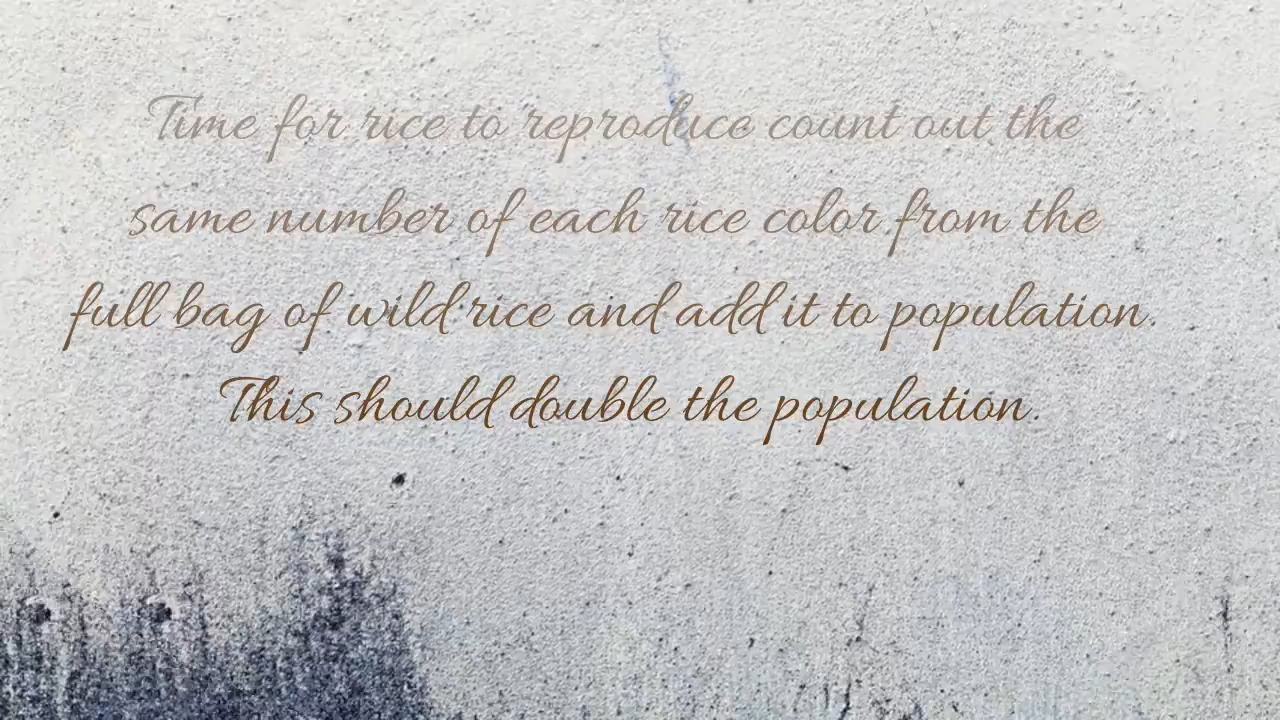 Time for rice to reproduce count out the
same number of each rice color from the
full bag of wild rice and add it to population.
This should double the population.